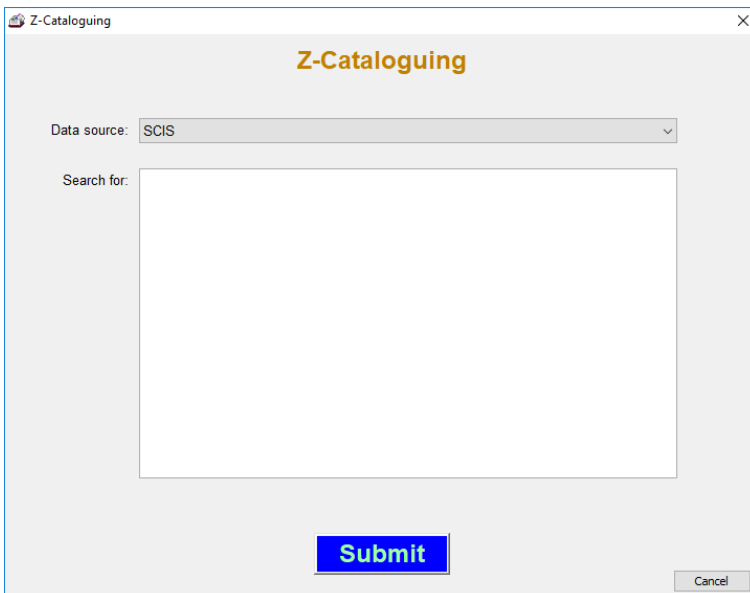 Z-Cataloguing
Z-Cataloguing
Data source: SCIS
Search for:
Submit
Cancel